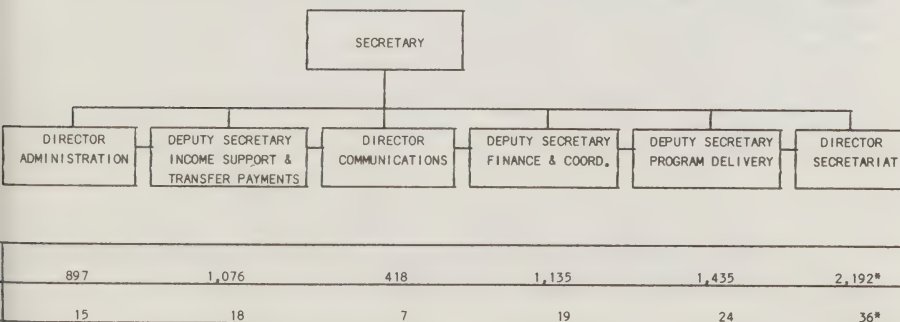 SECRETARY
DIRECTOR
ADMINISTRATION
DEPUTY SECRETARY
INCOME SUPPORT &
TRANSFER PAYMENTS
DIRECTOR
COMMUNICATIONS
DEPUTY SECRETARY
FINANCE & COORD.
DEPUTY SECRETARY
PROGRAM DELIVERY
DIRECTOR
SECRETARIAT
897 1,076 418 1,135 1,435 2,192*
15 18 7 19 24 36*